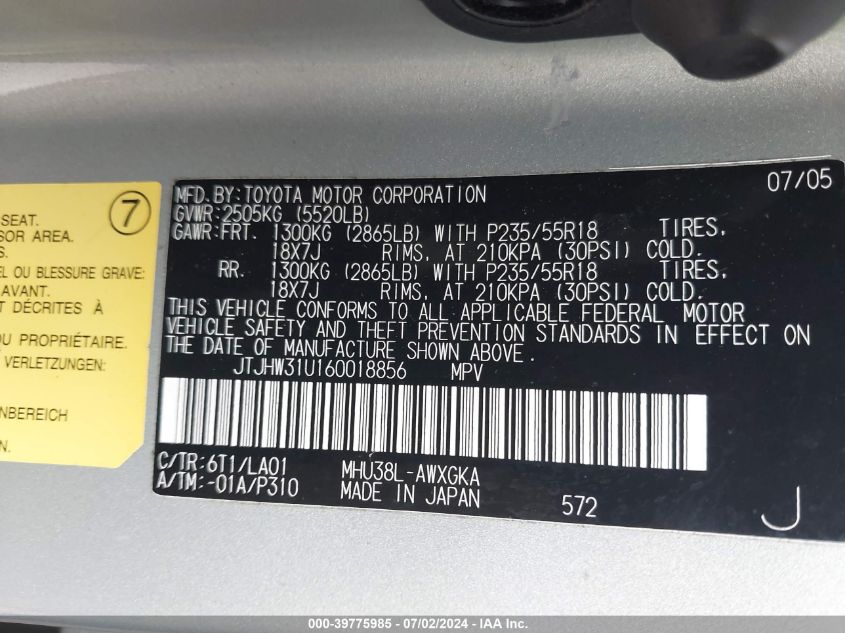 7
SEAT.
SOR AREA.
S.
EL OU BLESSURE GRAVE:
AVANT.
T DÉCRITES À
OU PROPRIÉTAIRE.
VERLETZUNGEN:
NBEREICH
N.
07/05
MFD. BY: TOYOTA MOTOR CORPORATION
GVWR: 2505KG (5520LB)
GAWR: FRT. 1300KG (2865LB) WITH P235/55R18 TIRES,
18X7J RIMS, AT 210KPA (30PSI) COLD.
RR. 1300KG (2865LB) WITH P235/55R18 TIRES,
18X7J RIMS, AT 210KPA (30PSI) COLD.
THIS VEHICLE CONFORMS TO ALL APPLICABLE FEDERAL MOTOR
VEHICLE SAFETY AND THEFT PREVENTION STANDARDS IN EFFECT ON
THE DATE OF MANUFACTURE SHOWN ABOVE.
JTJHW31U160018856 MPV
C/TR: 6T1/LA01 MHU38L-AWXGKA
A/TM: -01A/P310 MADE IN JAPAN 572 J
000-39775985 - 07/02/2024 - IAA Inc.